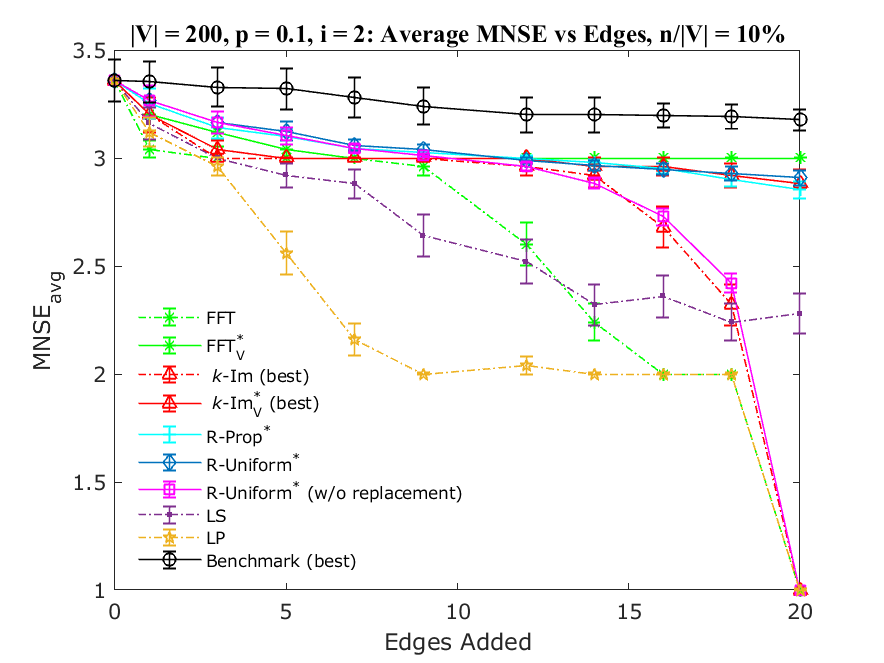 |V| = 200, p = 0.1, i = 2: Average MNSE vs Edges, n/|V| = 10%
3.5
3
2.5
2
1.5
1
MNSE_avg
FFT
FFT*_V
k-Im (best)
k-Im*_V (best)
R-Prop*
R-Uniform*
R-Uniform* (w/o replacement)
LS
LP
Benchmark (best)
0 5 10 15 20
Edges Added